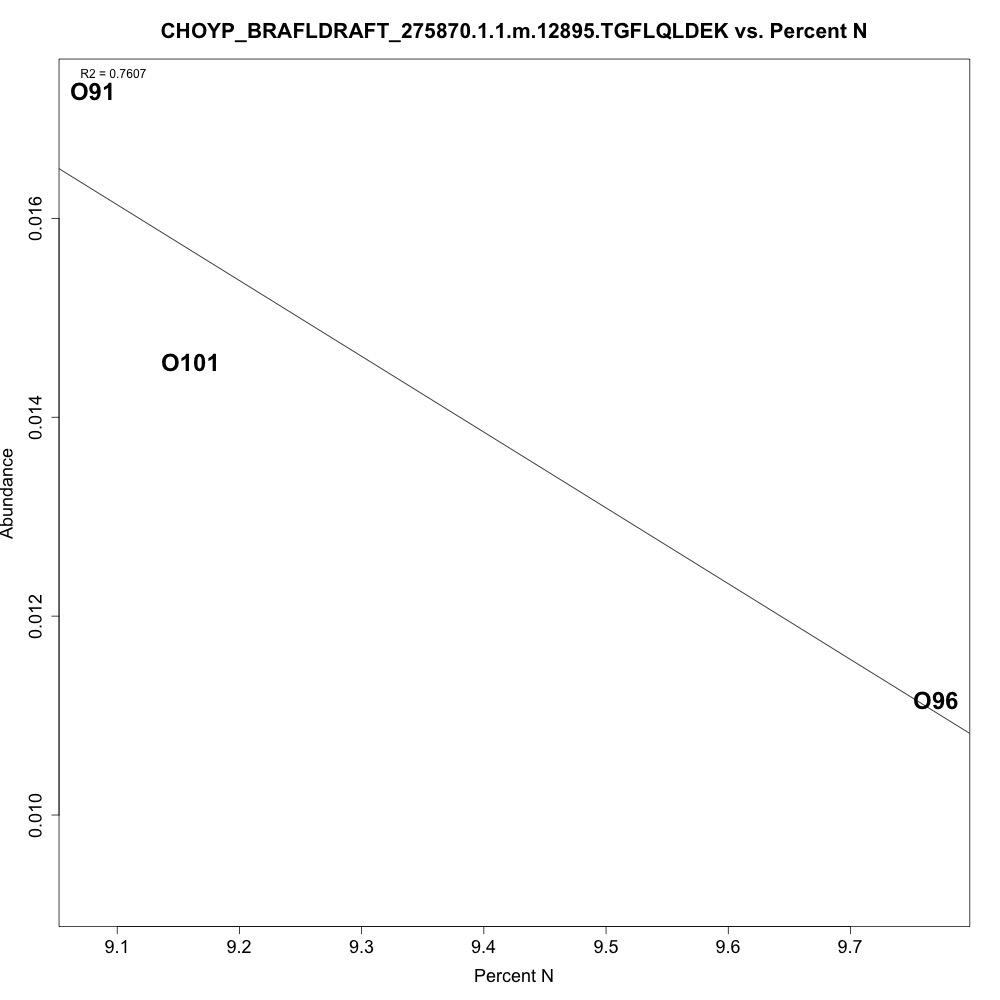 CHOYP_BRAFLDRAFT_275870.1.1.m.12895.TGFLQLDEK vs. Percent N
R2 = 0.7607
O91
0.016
O101
0.014
Abundance
0.012
O96
0.010
9.1 9.2 9.3 9.4 9.5 9.6 9.7
Percent N